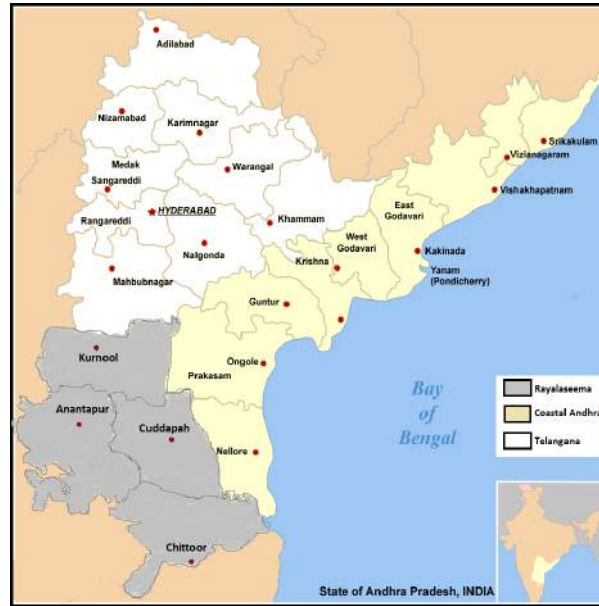 Adilabad
Nizamabad
Karimnagar
Medak
Sangareddi
Warangal
Rangareddi
HYDERABAD
Khammam
Nalgonda
Mahbubnagar
Srikakulam
Vizianagaram
Vishakhapatnam
East
Godavari
West
Godavari
Kakinada
Krishna
Yanam
(Pondicherry)
Guntur
Kurnool
Ongole
Prakasam
Anantapur
Cuddapah
Nellore
Chittoor
Bay
of
Bengal
Rayalaseema
Coastal Andhra
Telangana
State of Andhra Pradesh, INDIA